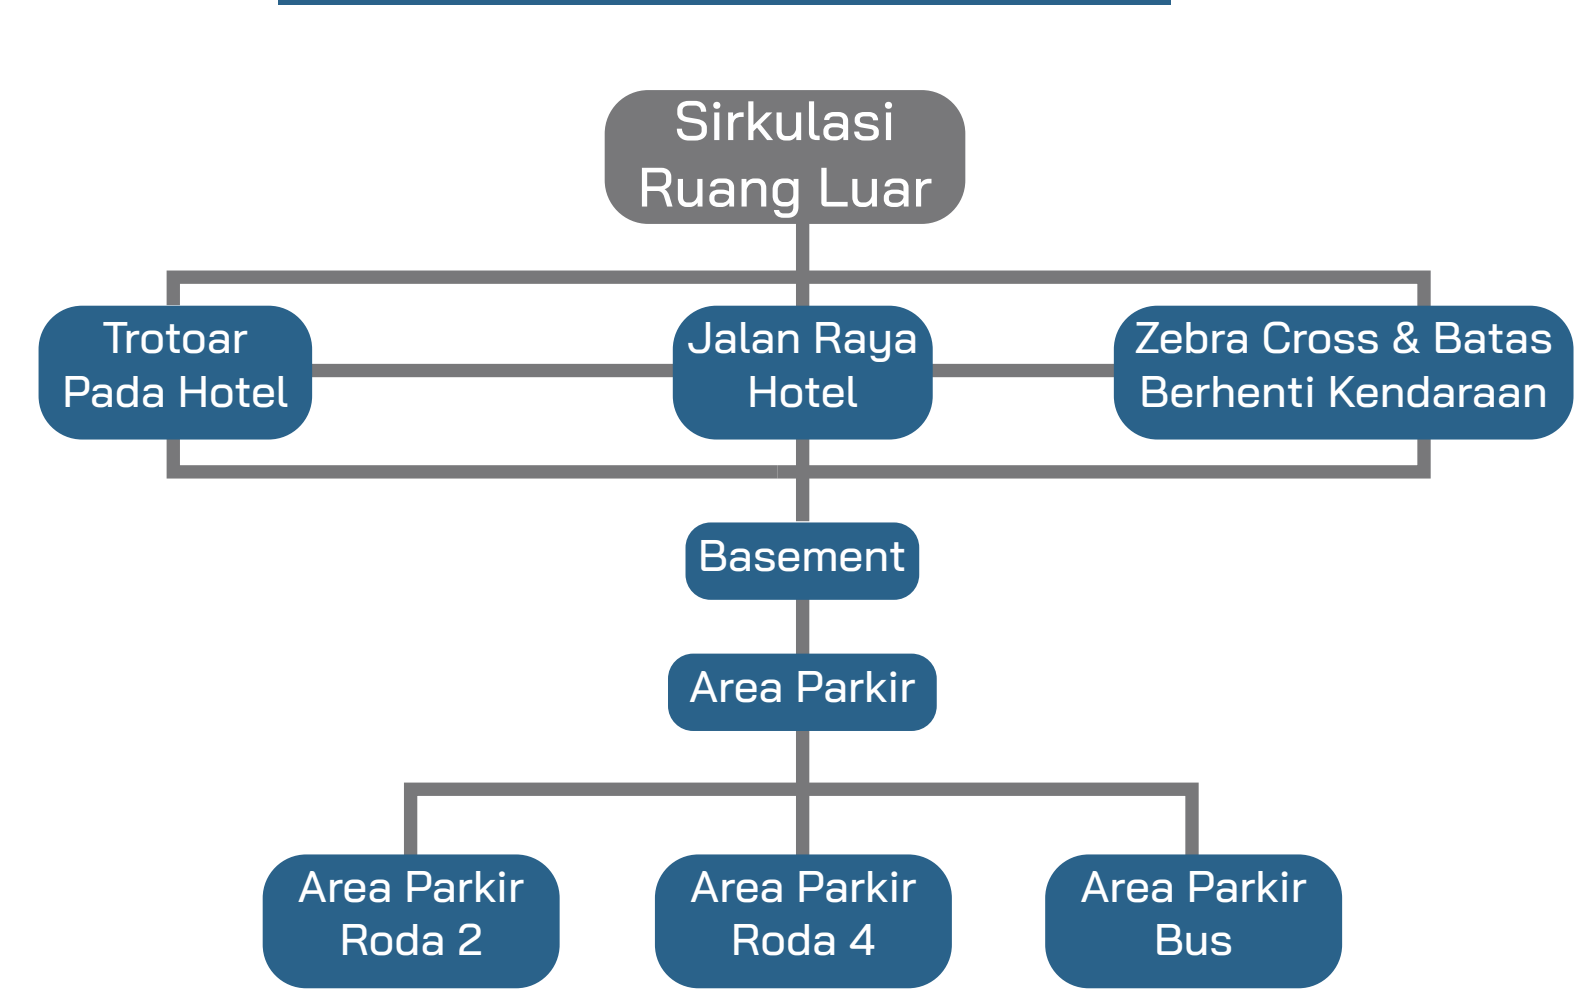 Sirkulasi
Ruang Luar
Trotoar
Pada Hotel
Jalan Raya
Hotel
Zebra Cross & Batas
Berhenti Kendaraan
Basement
Area Parkir
Area Parkir
Roda 2
Area Parkir
Roda 4
Area Parkir
Bus